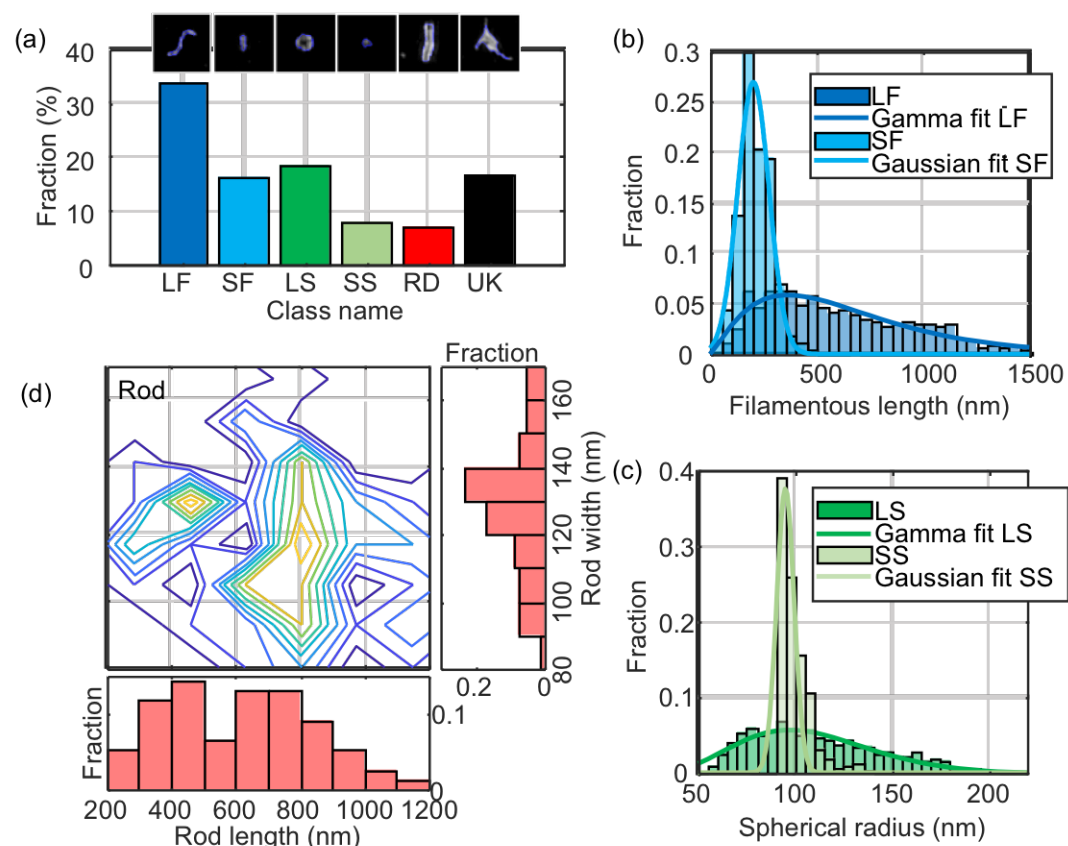 (a)
40
30
20
10
0
Fraction (%)
LF SF LS SS RD UK
Class name
(b)
0.3
0.25
0.2
0.15
0.1
0.05
0
Fraction
LF
Gamma fit LF
SF
Gaussian fit SF
0 500 1000 1500
Filamentous length (nm)
(d)
Rod
Fraction
160
140
120
100
80
Rod width (nm)
0.2 0
Fraction
0.1
0
200 400 600 800 1000 1200
Rod length (nm)
(c)
0.4
0.3
0.2
0.1
0
Fraction
LS
Gamma fit LS
SS
Gaussian fit SS
50 100 150 200
Spherical radius (nm)